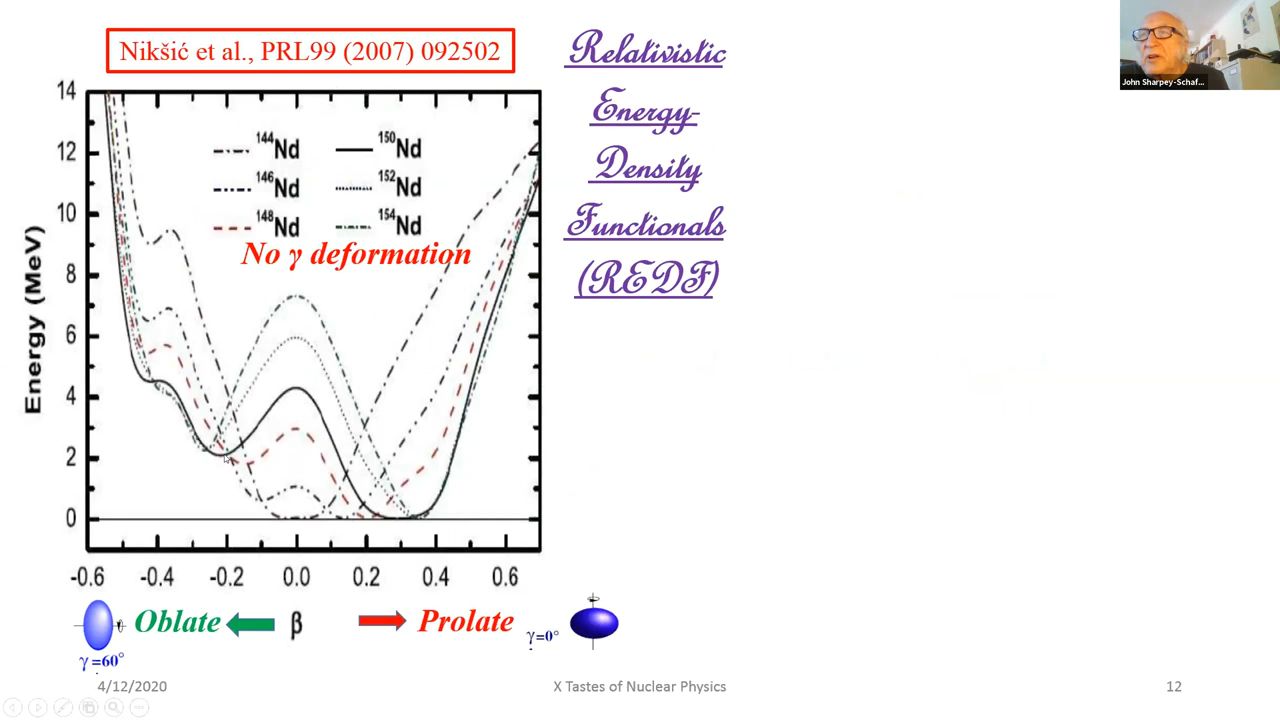 Nikšić et al., PRL99 (2007) 092502
Relativistic
Energy-
Density
Functionals
(REDF)
John Sharpey-Schaf...
14
12
10
8
6
4
2
0
Energy (MeV)
144Nd 150Nd
146Nd 152Nd
148Nd 154Nd
No γ deformation
-0.6 -0.4 -0.2 0.0 0.2 0.4 0.6
Oblate β Prolate
γ=60°
γ=0°
4/12/2020 X Tastes of Nuclear Physics 12